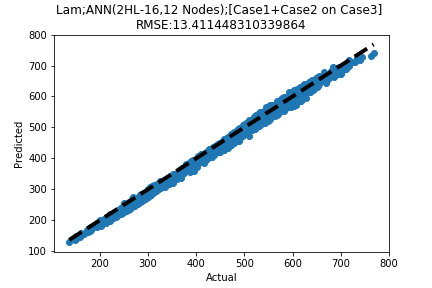 Lam;ANN(2HL-16,12 Nodes);[Case1+Case2 on Case3]
RMSE:13.411448310339864
800
700
600
500
400
300
200
100
Predicted
200 300 400 500 600 700 800
Actual